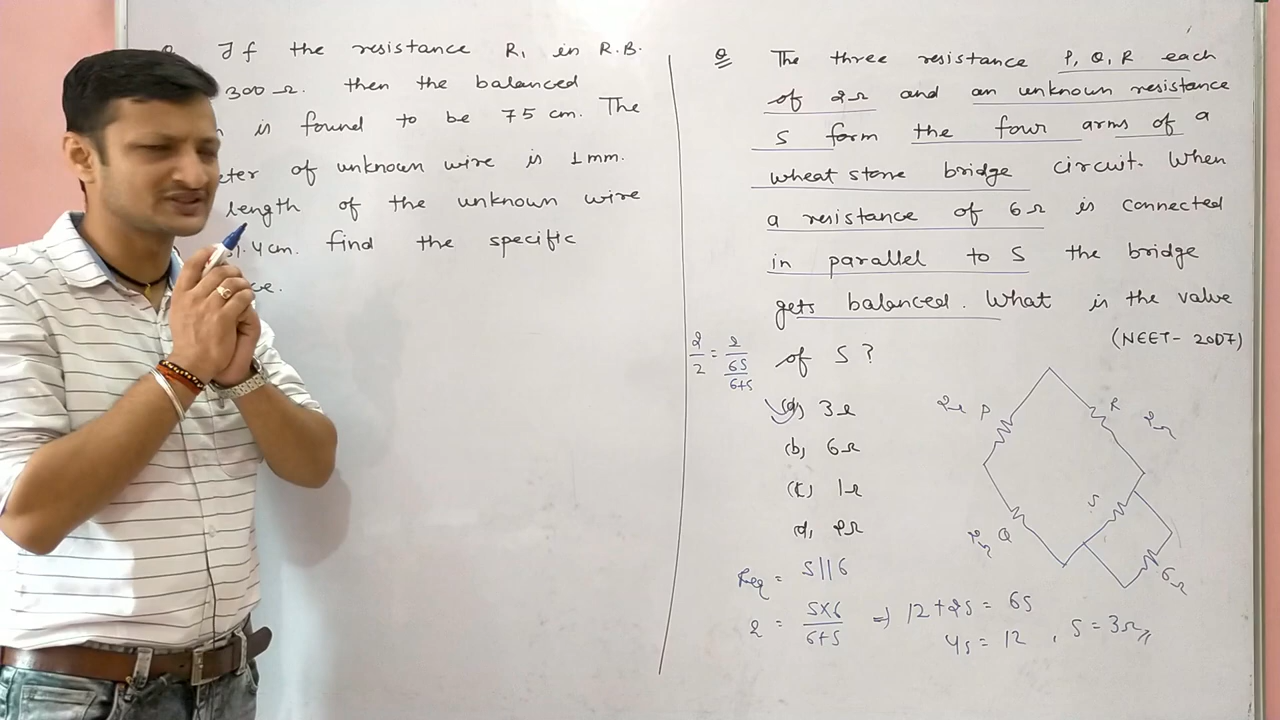 Q If the resistance R, in R.B.
300 Ω. then the balanced
is found to be 75 cm. The
eter of unknown wire is 1mm.
length of the unknown wire
31.4cm. find the specific
ce.
Q The three resistance P, Q, R each
of 2Ω and an unknown resistance
S form the four arms of a
wheat stone bridge circuit. When
a resistance of 6Ω is connected
in parallel to S the bridge
gets balanced. What is the value
(NEET-2007)
of S ?
2/2 = 2/(6S/(6+S))
(a) 3Ω
(b) 6Ω
(c) 1Ω
(d) 2Ω
2Ω P
R 2Ω
S
2Ω Q
6Ω
Req = S||6
2 = (S×6)/(6+S) => 12+2S = 6S
4S = 12 , S = 3Ω